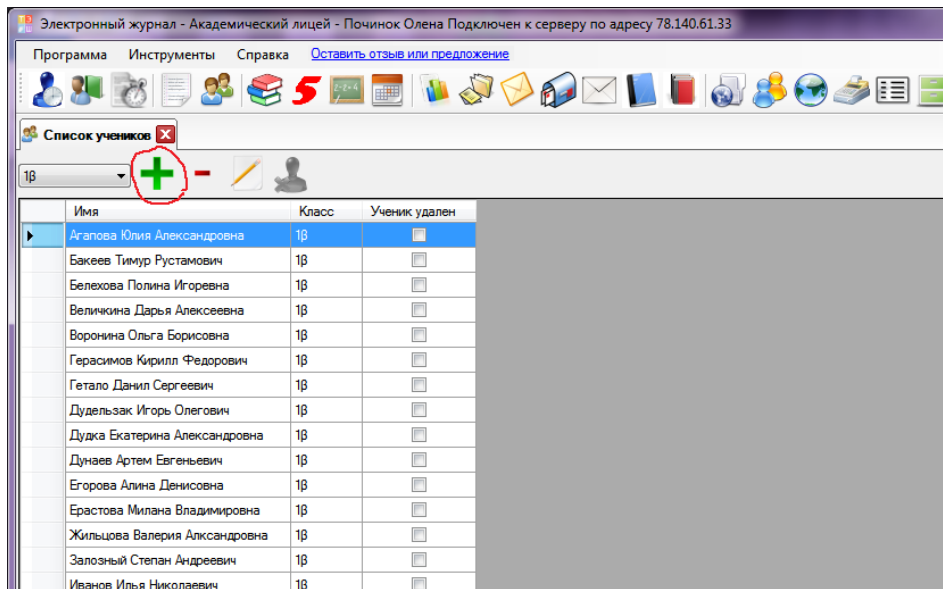 Электронный журнал - Академический лицей - Починок Олена Подключен к серверу по адресу 78.140.61.33
Программа Инструменты Справка Оставить отзыв или предложение
5 2+2=4
Список учеников
1β
Имя Класс Ученик удален
Агапова Юлия Александровна 1β
Бакеев Тимур Рустамович 1β
Белехова Полина Игоревна 1β
Величкина Дарья Алексеевна 1β
Воронина Ольга Борисовна 1β
Герасимов Кирилл Федорович 1β
Гетало Данил Сергеевич 1β
Дудельзак Игорь Олегович 1β
Дудка Екатерина Александровна 1β
Дунаев Артем Евгеньевич 1β
Егорова Алина Денисовна 1β
Ерастова Милана Владимировна 1β
Жильцова Валерия Алксандровна 1β
Залозный Степан Андреевич 1β
Иванов Илья Николаевич 1β